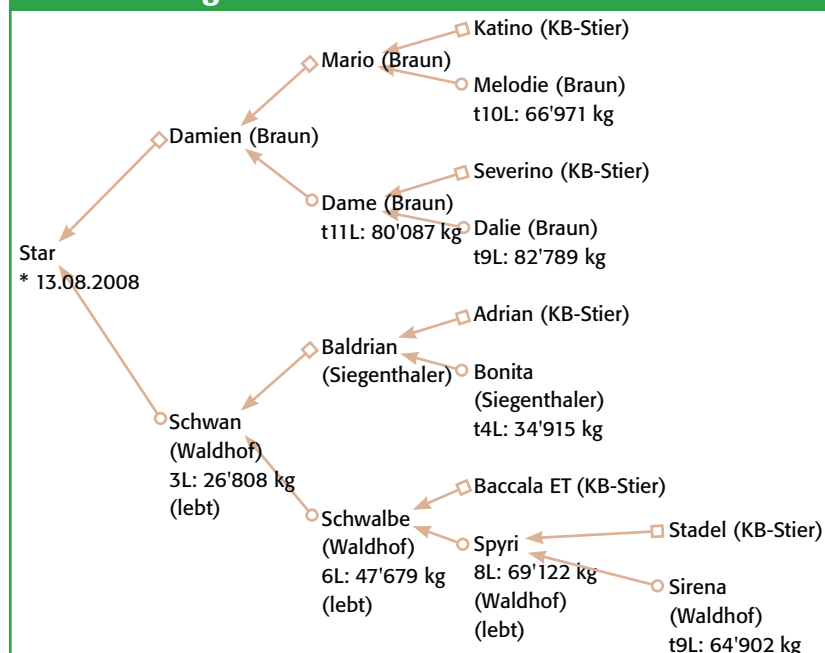 Katino (KB-Stier)
Mario (Braun)
Melodie (Braun)
t10L: 66'971 kg
Damien (Braun)
Severino (KB-Stier)
Dame (Braun)
t11L: 80'087 kg
Dalie (Braun)
t9L: 82'789 kg
Star
* 13.08.2008
Adrian (KB-Stier)
Baldrian
(Siegenthaler)
Bonita
(Siegenthaler)
t4L: 34'915 kg
Schwan
(Waldhof)
3L: 26'808 kg
(lebt)
Baccala ET (KB-Stier)
Schwalbe
(Waldhof)
6L: 47'679 kg
(lebt)
Spyri
8L: 69'122 kg
(Waldhof)
(lebt)
Stadel (KB-Stier)
Sirena
(Waldhof)
t9L: 64'902 kg